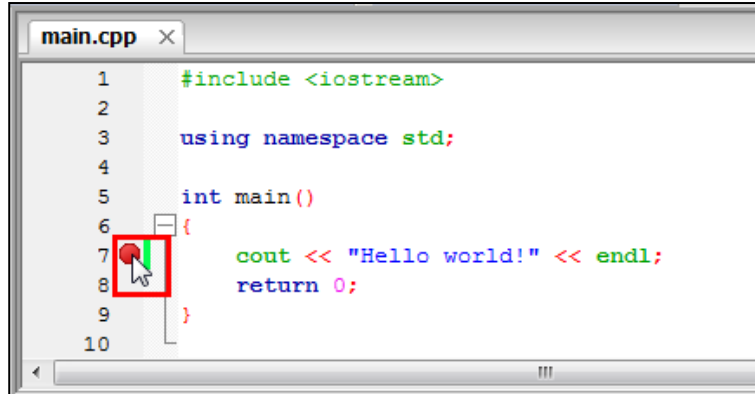 main.cpp ×
1 #include <iostream>
2
3 using namespace std;
4
5 int main()
6 {
7 cout << "Hello world!" << endl;
8 return 0;
9 }
10